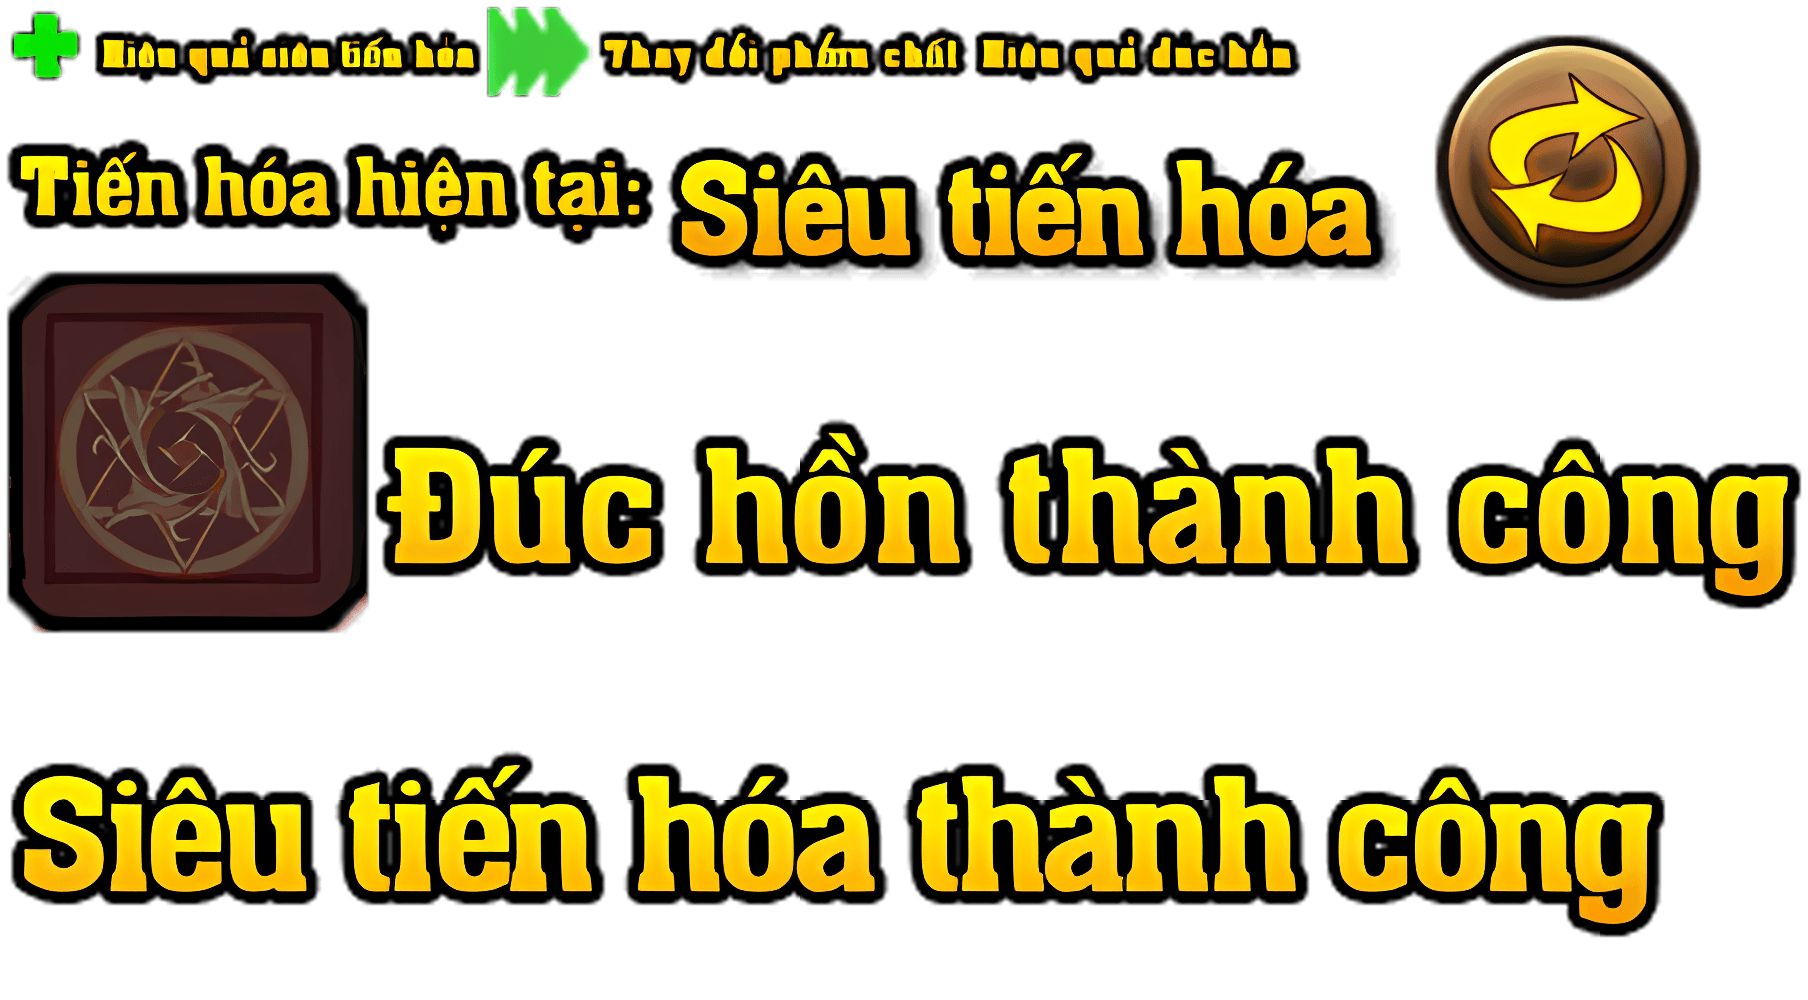 Hiệu quả siêu tiến hóa Thay đổi phẩm chất Hiệu quả đúc hồn
Tiến hóa hiện tại: Siêu tiến hóa
Đúc hồn thành công
Siêu tiến hóa thành công